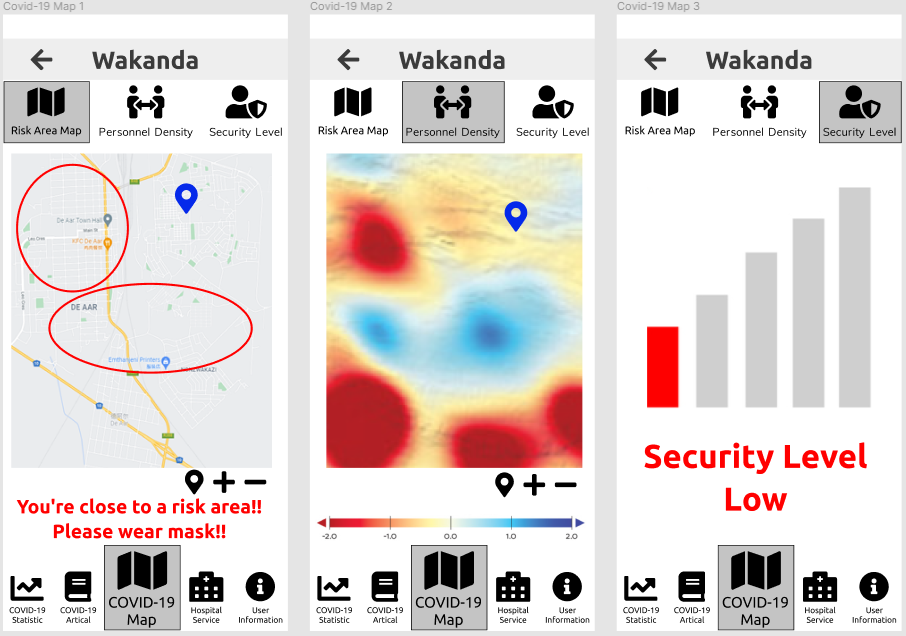 Covid-19 Map 1
Wakanda
Risk Area Map
Personnel Density
Security Level
De Aar Town Hall
Main St
Leo Cres
KFC De Aar
DE AAR
Emthanjeni Printers
You're close to a risk area!!
Please wear mask!!
COVID-19
Statistic
COVID-19
Artical
COVID-19
Map
Hospital
Service
User
Information
Covid-19 Map 2
Wakanda
Risk Area Map
Personnel Density
Security Level
-2.0 -1.0 0.0 1.0 2.0
COVID-19
Statistic
COVID-19
Artical
COVID-19
Map
Hospital
Service
User
Information
Covid-19 Map 3
Wakanda
Risk Area Map
Personnel Density
Security Level
Security Level
Low
COVID-19
Statistic
COVID-19
Artical
COVID-19
Map
Hospital
Service
User
Information